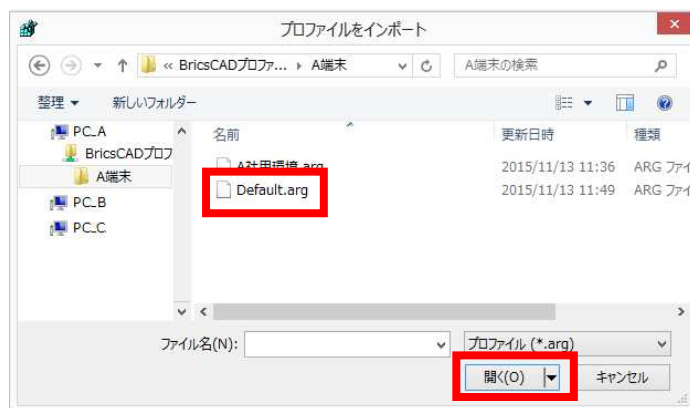 プロファイルをインポート
« BricsCADプロファ... › A端末
A端末の検索
整理 新しいフォルダー
名前 更新日時 種類
PC_A
BricsCADプロフ
A端末
PC_B
PC_C
A社用環境.arg 2015/11/13 11:36 ARG ファイ
Default.arg 2015/11/13 11:49 ARG ファイ
ファイル名(N): プロファイル (*.arg)
開く(O) キャンセル